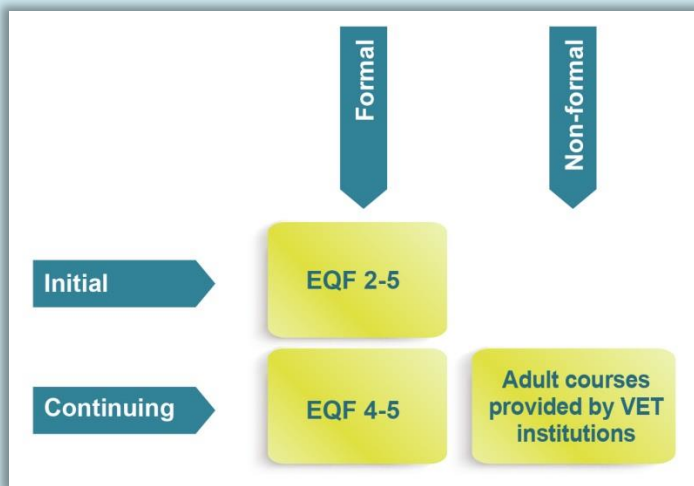 Formal
Non-formal
Initial
EQF 2-5
Continuing
EQF 4-5
Adult courses
provided by VET
institutions